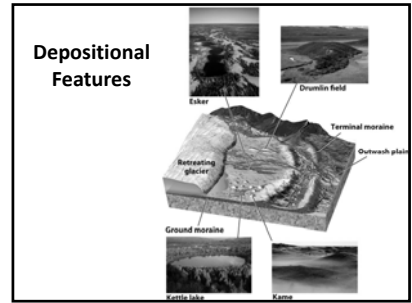 Depositional
Features
Esker
Drumlin field
Terminal moraine
Outwash plain
Retreating
glacier
Ground moraine
Kettle lake
Kame